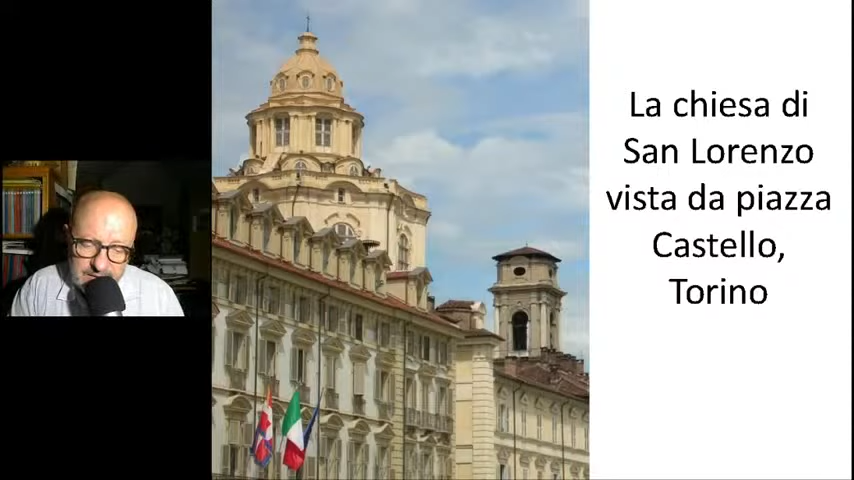 La chiesa di
San Lorenzo
vista da piazza
Castello,
Torino